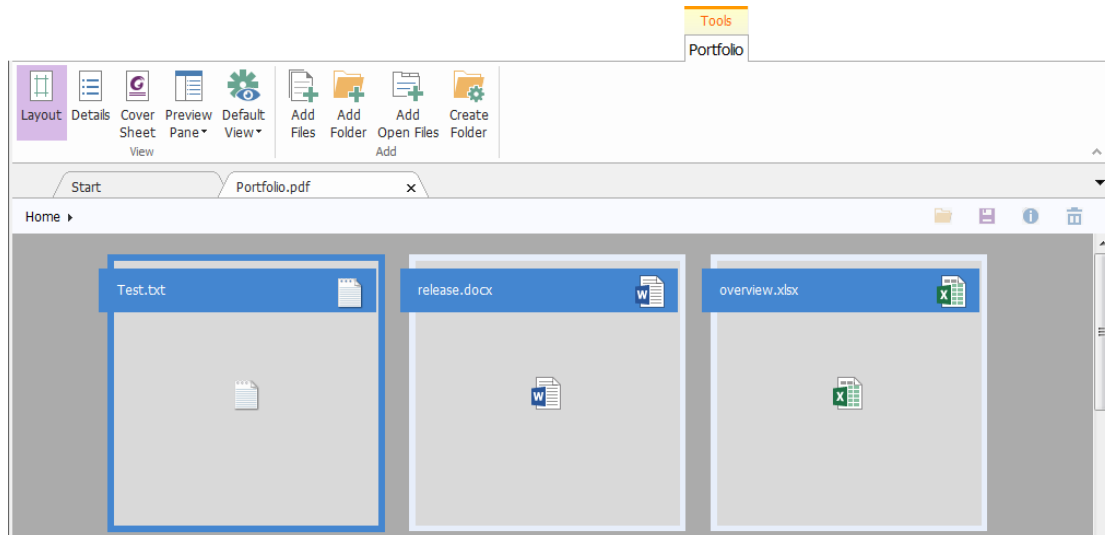 Tools
Portfolio
Layout Details Cover Sheet Preview Pane Default View Add Files Add Folder Add Open Files Create Folder
View Add
Start Portfolio.pdf x
Home
Test.txt release.docx overview.xlsx